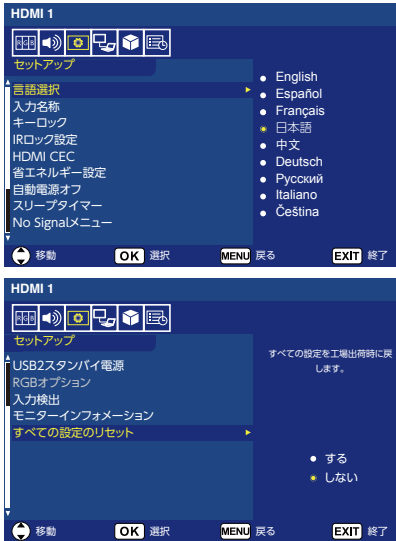 HDMI 1
RGB
セットアップ
言語選択
入力名称
キーロック
IRロック設定
HDMI CEC
省エネルギー設定
自動電源オフ
スリープタイマー
No Signalメニュー
English
Español
Français
日本語
中文
Deutsch
Русский
Italiano
Čeština
移動 OK 選択 MENU 戻る EXIT 終了
HDMI 1
RGB
セットアップ
USB2スタンバイ電源
RGBオプション
入力検出
モニターインフォメーション
すべての設定のリセット
すべての設定を工場出荷時に戻
します。
する
しない
移動 OK 選択 MENU 戻る EXIT 終了